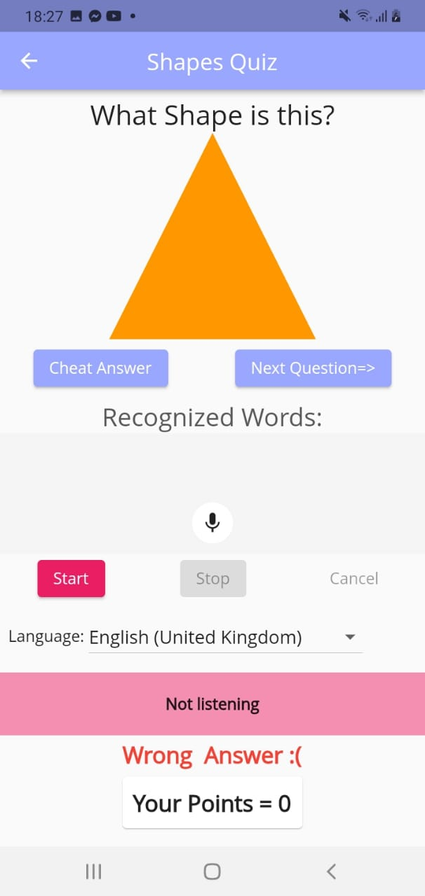 18:27
Shapes Quiz
What Shape is this?
Cheat Answer
Next Question=>
Recognized Words:
Start
Stop
Cancel
Language: English (United Kingdom)
Not listening
Wrong  Answer :(
Your Points = 0